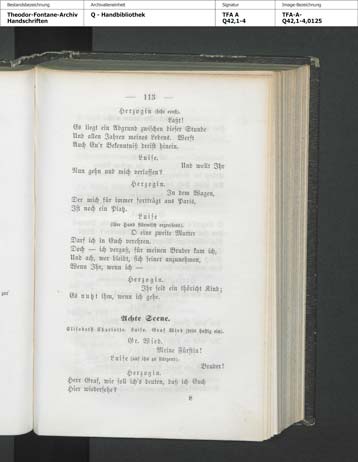 Bestandsbezeichnung
Archivalieneinheit
Signatur
Image-Bezeichnung
Theodor-Fontane-Archiv
Handschriften
Q - Handbibliothek
TFA A
Q42,1-4
TFA-A-
Q42,1-4,0125
— 113 —
Herzogin (sehr ernst).
Laßt!
Es liegt ein Abgrund zwischen dieser Stunde
Und allen Jahren meines Lebens. Werft
Auch Eu'r Bekenntniß dreist hinein.
Luise.
Und wollt Ihr
Nun gehn und mich verlassen?
Herzogin.
In dem Wagen,
Der mich für immer fortträgt aus Paris,
Ist noch ein Platz.
Luise
(ihre Hand stürmisch ergreifend).
O eine zweite Mutter
Darf ich in Euch verehren.
Doch — ich vergaß, für meinen Bruder kam ich,
Und ach, wer bleibt, sich seiner anzunehmen,
Wenn Ihr, wenn ich —
Herzogin.
Ihr seid ein thöricht Kind;
Es nutzt ihm, wenn ich gehe.
Achte Scene.
Elisabeth Charlotte. Luise. Graf Wied (tritt hastig ein).
Gr. Wied.
Meine Fürstin!
Luise (auf ihn zu stürzend).
Bruder!
Herzogin.
Herr Graf, wie soll ich's deuten, daß ich Euch
Hier wiedersehe?
8